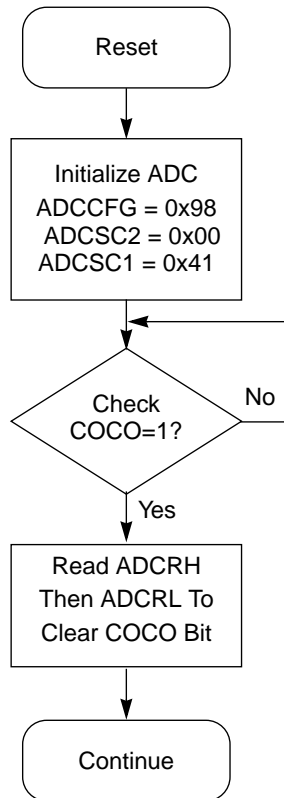 Reset
Initialize ADC
ADCCFG = 0x98
ADCSC2 = 0x00
ADCSC1 = 0x41
Check
COCO=1?
No
Yes
Read ADCRH
Then ADCRL To
Clear COCO Bit
Continue